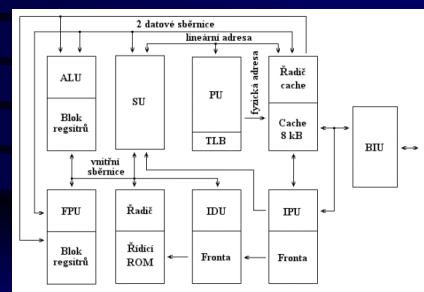 2 datové sběrnice
lineární adresa
ALU
Blok
regsitrů
SU
PU
TLB
fyzická adresa
Řadič
cache
Cache
8 kB
BIU
vnitřní
sběrnice
FPU
Blok
registrů
Řadič
Řídicí
ROM
IDU
Fronta
IPU
Fronta